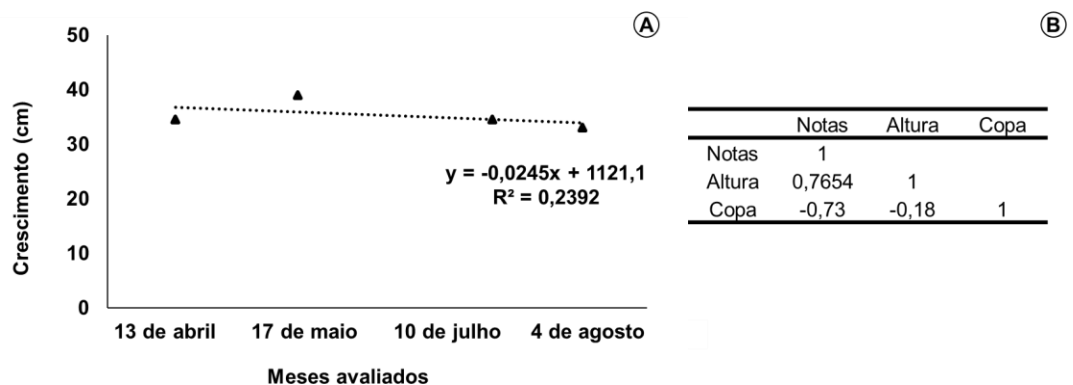 A
50
40
30
20
10
0
Crescimento (cm)
y = -0,0245x + 1121,1
R² = 0,2392
13 de abril 17 de maio 10 de julho 4 de agosto
Meses avaliados
B
Notas Altura Copa
Notas 1
Altura 0,7654 1
Copa -0,73 -0,18 1